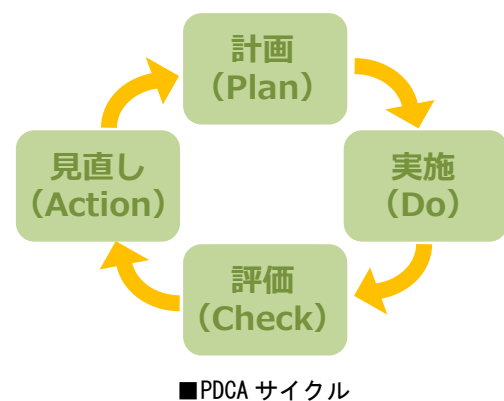 計画
（Plan）
実施
（Do）
評価
（Check）
見直し
（Action）
■PDCA サイクル